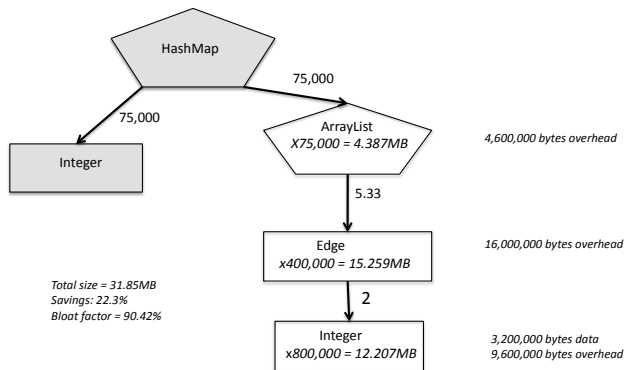 HashMap
75,000
75,000
ArrayList
X75,000 = 4.387MB
4,600,000 bytes overhead
Integer
5.33
Edge
x400,000 = 15.259MB
16,000,000 bytes overhead
Total size = 31.85MB
Savings: 22.3%
Bloat factor = 90.42%
2
Integer
x800,000 = 12.207MB
3,200,000 bytes data
9,600,000 bytes overhead